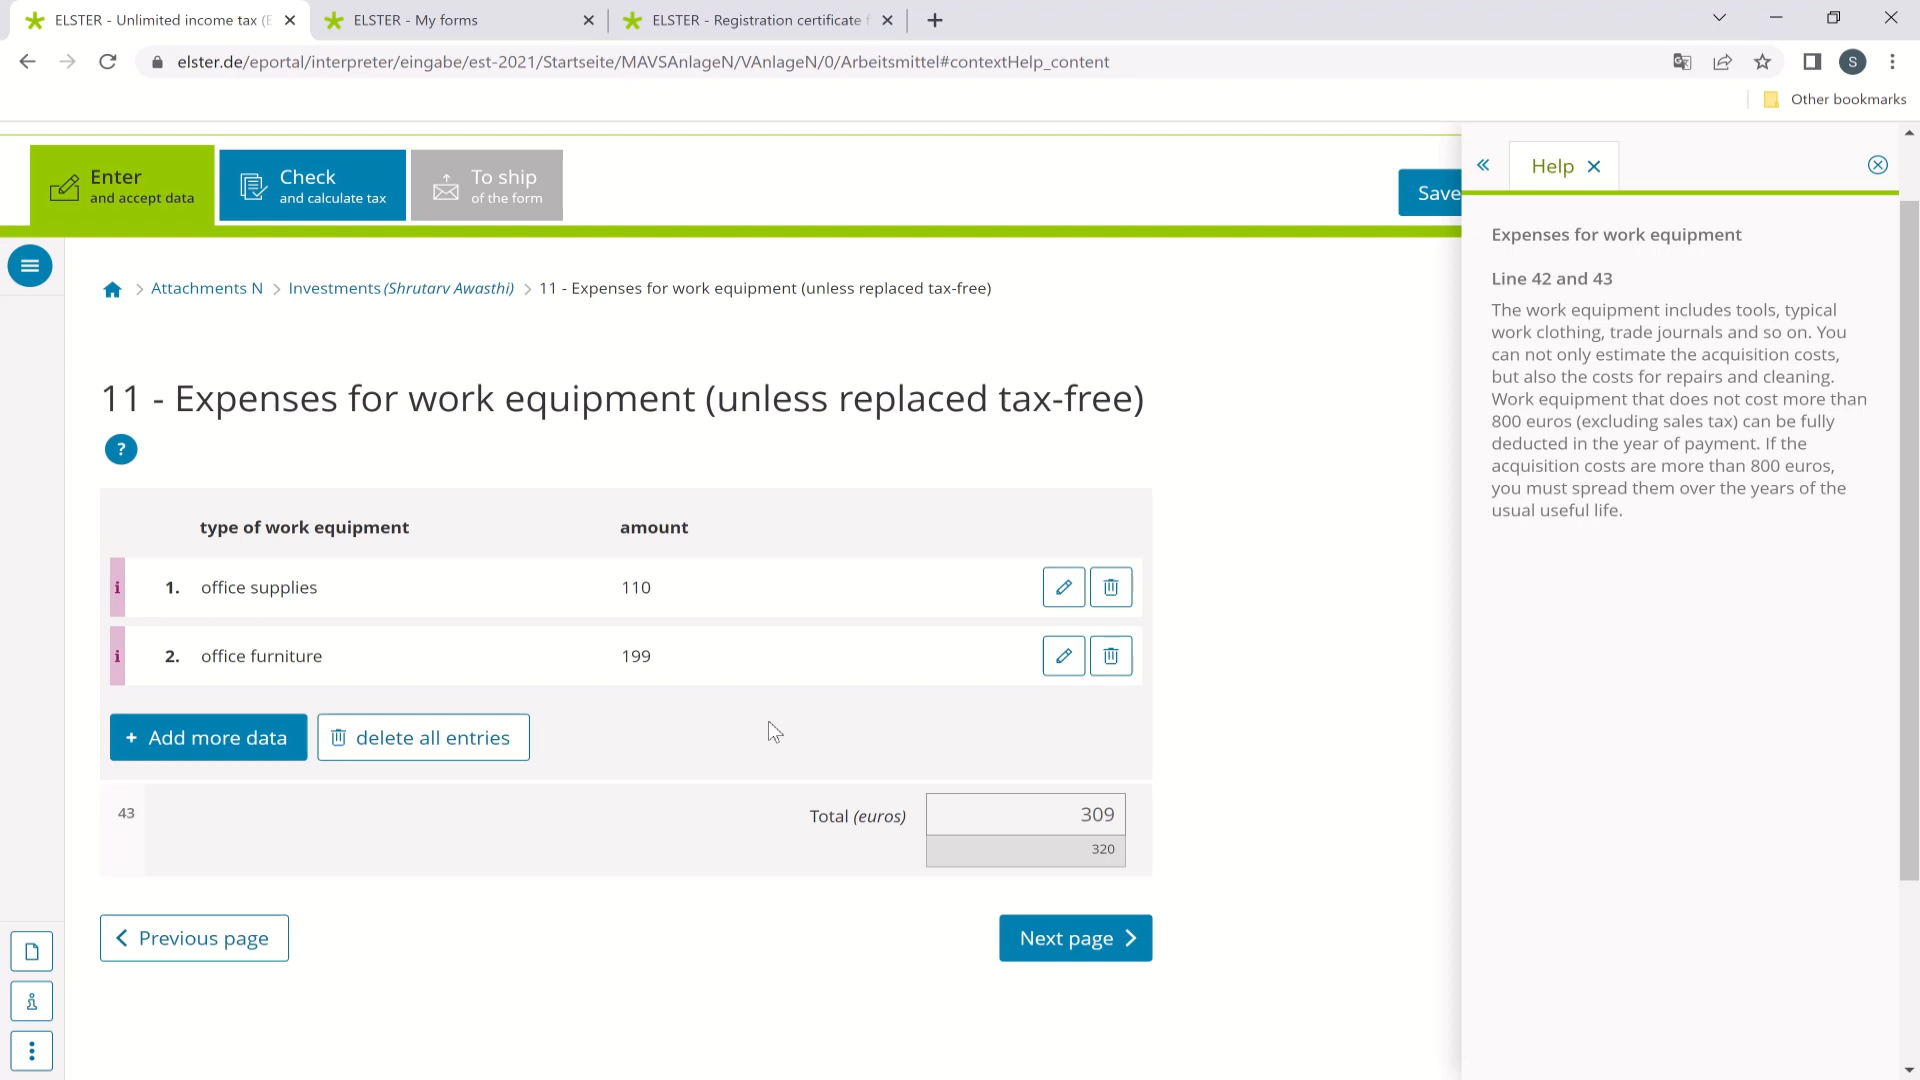 ELSTER - Unlimited income tax (E
ELSTER - My forms
ELSTER - Registration certificate f
elster.de/eportal/interpreter/eingabe/est-2021/Startseite/MAVSAnlageN/VAnlageN/0/Arbeitsmittel#contextHelp_content
S
Other bookmarks
Enter
and accept data
Check
and calculate tax
To ship
of the form
Save
Help
Attachments N > Investments (Shrutarv Awasthi) > 11 - Expenses for work equipment (unless replaced tax-free)
11 - Expenses for work equipment (unless replaced tax-free)
?
type of work equipment amount
i 1. office supplies 110
i 2. office furniture 199
+ Add more data
delete all entries
43 Total (euros) 309
320
Previous page
Next page
Expenses for work equipment
Line 42 and 43
The work equipment includes tools, typical
work clothing, trade journals and so on. You
can not only estimate the acquisition costs,
but also the costs for repairs and cleaning.
Work equipment that does not cost more than
800 euros (excluding sales tax) can be fully
deducted in the year of payment. If the
acquisition costs are more than 800 euros,
you must spread them over the years of the
usual useful life.